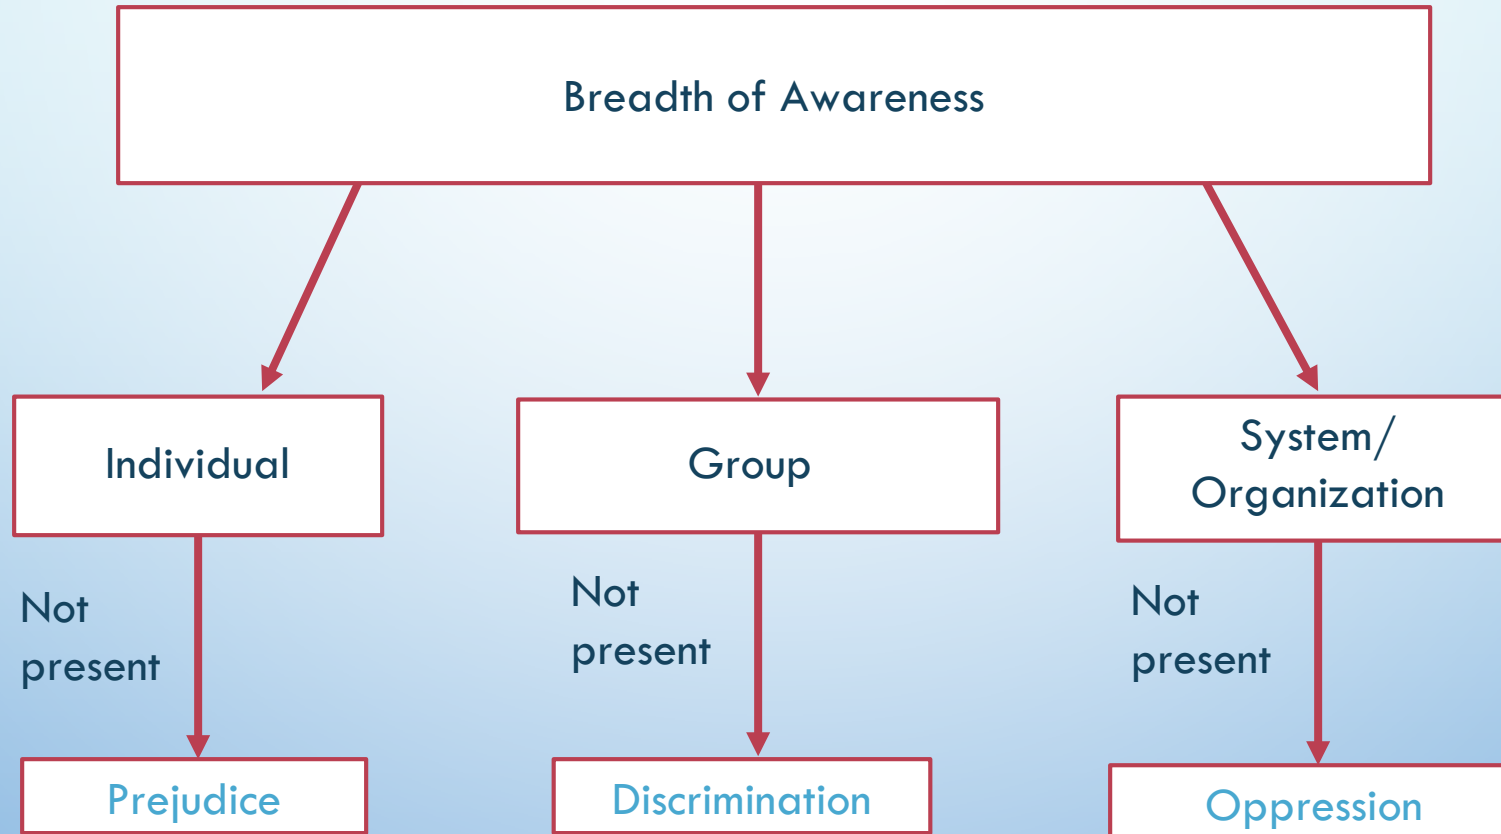 Breadth of Awareness
Individual
Group
System/
Organization
Not
present
Not
present
Not
present
Prejudice
Discrimination
Oppression